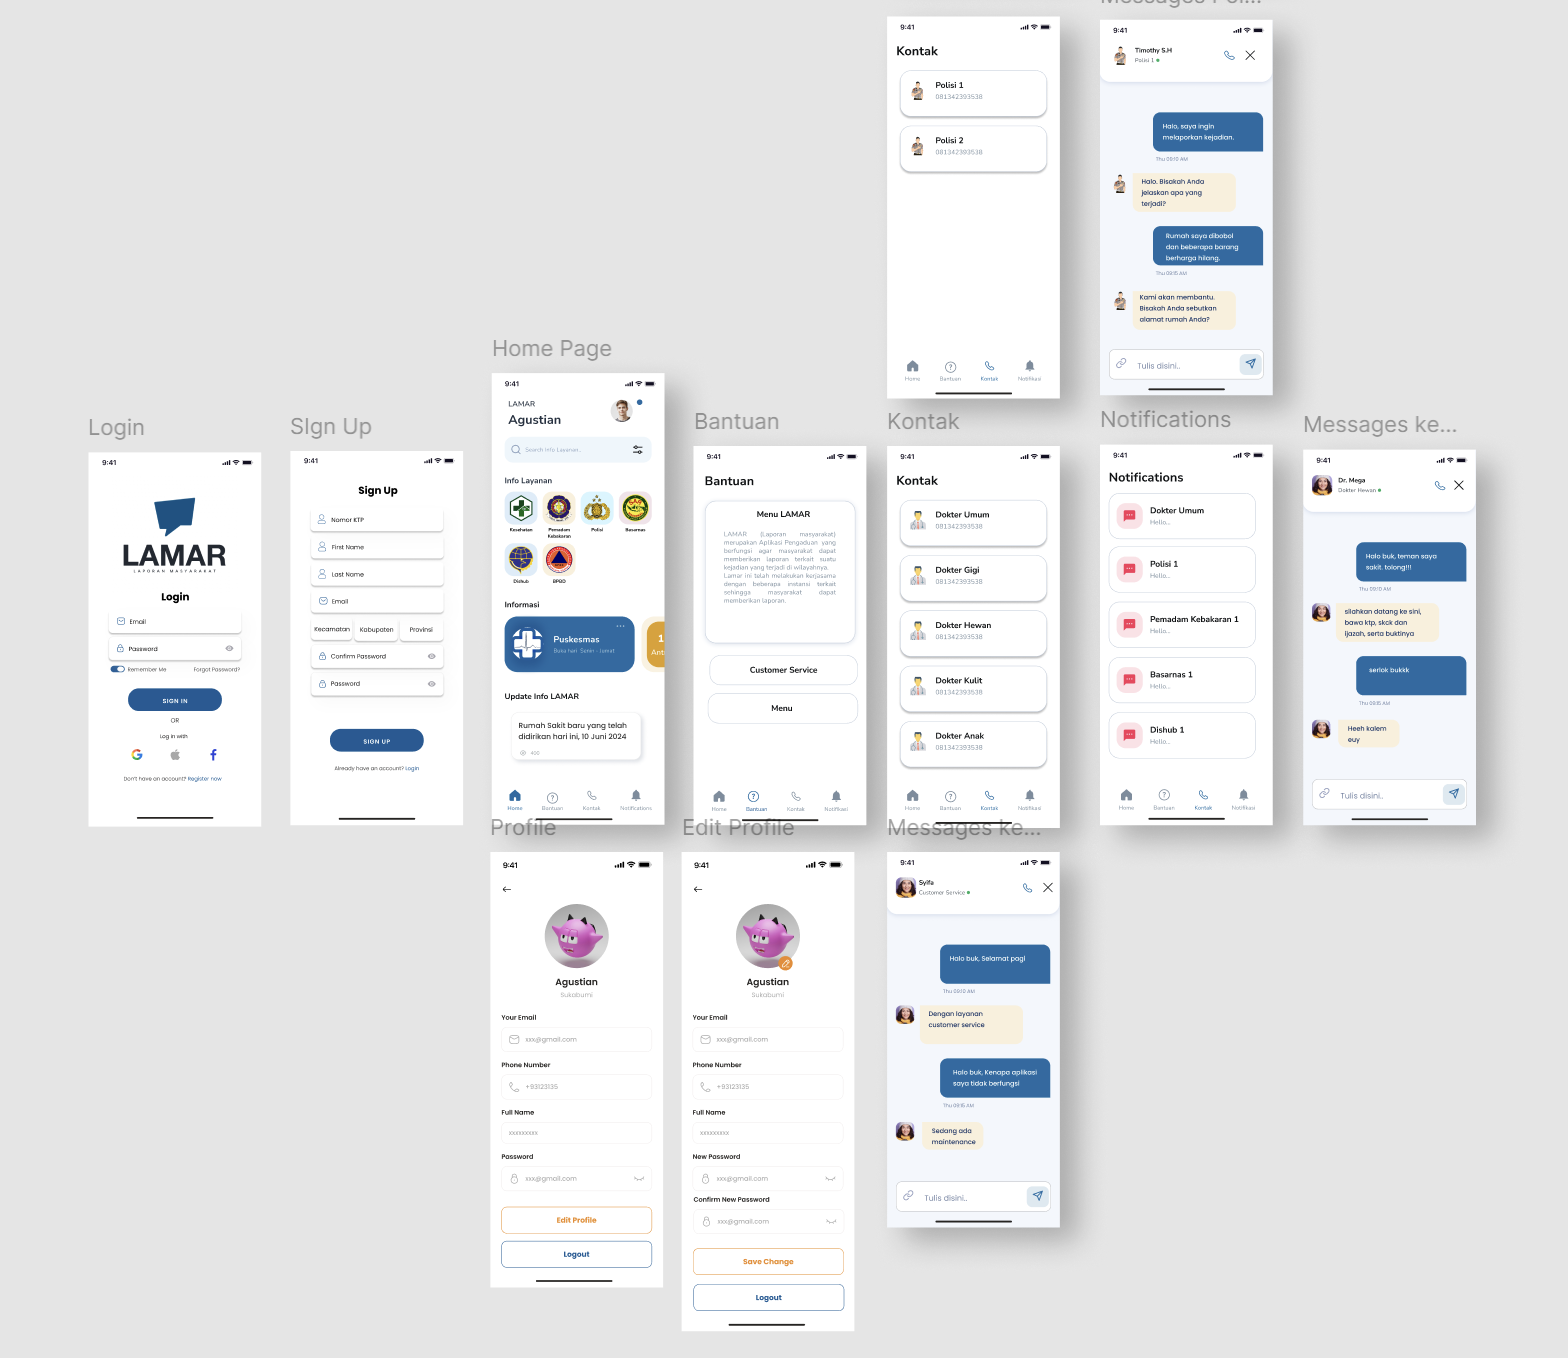 Messages Pol...
9:41
Kontak
Polisi 1
081342393538
Polisi 2
081342393538
Home
Bantuan
Kontak
Notifikasi
9:41
Timothy S.H
Polisi 1
Halo, saya ingin
melaporkan kejadian.
Thu 09:10 AM
Halo. Bisakah Anda
jelaskan apa yang
terjadi?
Rumah saya dibobol
dan beberapa barang
berharga hilang.
Thu 09:15 AM
Kami akan membantu.
Bisakah Anda sebutkan
alamat rumah Anda?
Tulis disini..
Login
9:41
LAMAR
LAPORAN MASYARAKAT
Login
Email
Password
Remember Me
Forgot Password?
SIGN IN
OR
Log in with
Don't have an account? Register now
SIgn Up
9:41
Sign Up
Nomor KTP
First Name
Last Name
Email
Kecamatan
Kabupaten
Provinsi
Confirm Password
Password
SIGN UP
Already have an account? Login
Home Page
9:41
LAMAR
Agustian
Search Info Layanan..
Info Layanan
Kesehatan
Pemadam
Kebakaran
Polisi
Basarnas
Dishub
BPBD
Informasi
Puskesmas
Buka hari Senin - Jumat
1
Anta
Update Info LAMAR
Rumah Sakit baru yang telah
didirikan hari ini, 10 Juni 2024
400
Home
Bantuan
Kontak
Notifications
Bantuan
9:41
Bantuan
Menu LAMAR
LAMAR (Laporan masyarakat)
merupakan Aplikasi Pengaduan yang
berfungsi agar masyarakat dapat
memberikan laporan terkait suatu
kejadian yang terjadi di wilayahnya.
Lamar ini telah melakukan kerjasama
dengan beberapa instansi terkait
sehingga masyarakat dapat
memberikan laporan.
Customer Service
Menu
Home
Bantuan
Kontak
Notifikasi
Kontak
9:41
Kontak
Dokter Umum
081342393538
Dokter Gigi
081342393538
Dokter Hewan
081342393538
Dokter Kulit
081342393538
Dokter Anak
081342393538
Home
Bantuan
Kontak
Notifikasi
Notifications
9:41
Notifications
Dokter Umum
Hello...
Polisi 1
Hello...
Pemadam Kebakaran 1
Hello...
Basarnas 1
Hello...
Dishub 1
Hello...
Home
Bantuan
Kontak
Notifikasi
Messages ke...
9:41
Dr. Mega
Dokter Hewan
Halo buk, teman saya
sakit. tolong!!!
Thu 09:10 AM
silahkan datang ke sini,
bawa ktp, skck dan
ijazah, serta buktinya
serlok bukkk
Thu 09:15 AM
Heeh kalem
euy
Tulis disini..
Profile
9:41
Agustian
Sukabumi
Your Email
xxx@gmail.com
Phone Number
+93123135
Full Name
xxxxxxxxx
Password
xxx@gmail.com
Edit Profile
Logout
Edit Profile
9:41
Agustian
Sukabumi
Your Email
xxx@gmail.com
Phone Number
+93123135
Full Name
xxxxxxxxx
New Password
xxx@gmail.com
Confirm New Password
xxx@gmail.com
Save Change
Logout
Messages ke...
9:41
Syifa
Customer Service
Halo buk, Selamat pagi
Thu 09:10 AM
Dengan layanan
customer service
Halo buk, Kenapa aplikasi
saya tidak berfungsi
Thu 09:15 AM
Sedang ada
maintenance
Tulis disini..